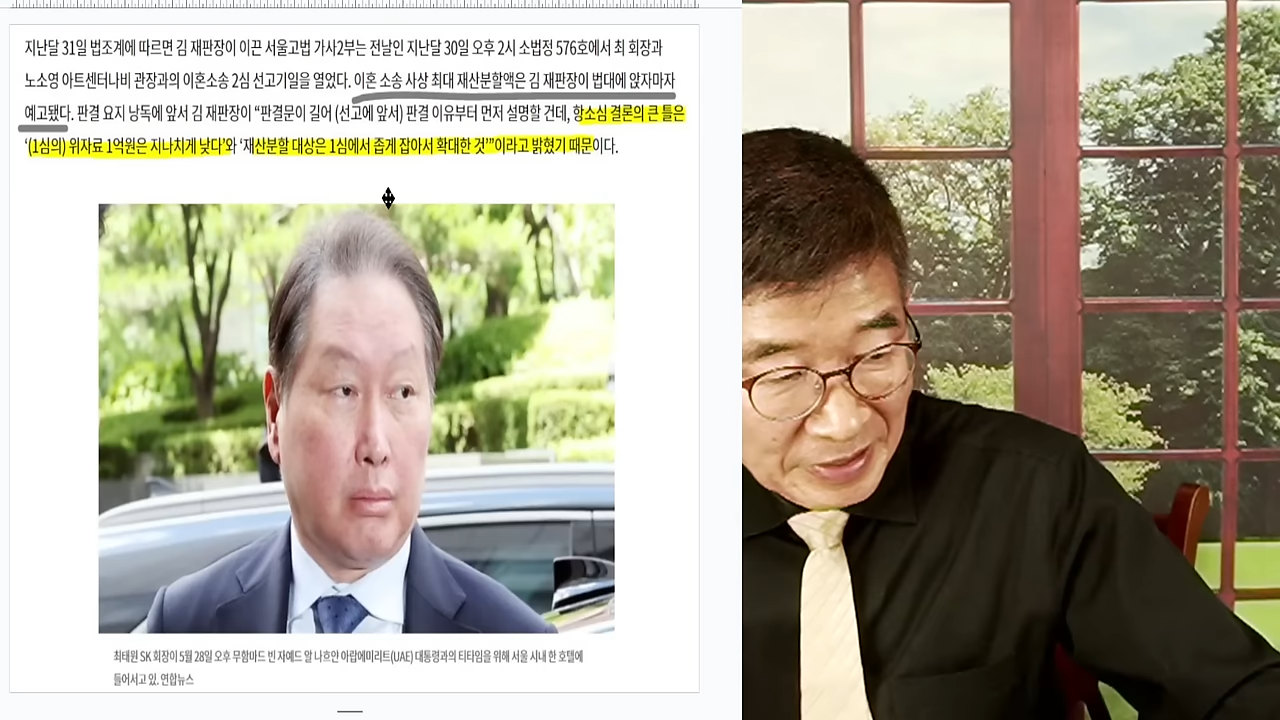 지난달 31일 법조계에 따르면 김 재판장이 이끈 서울고법 가사2부는 전날인 지난달 30일 오후 2시 소법정 576호에서 최 회장과
노소영 아트센터나비 관장과의 이혼소송 2심 선고기일을 열었다. 이혼 소송 사상 최대 재산분할액은 김 재판장이 법대에 앉자마자
예고됐다. 판결 요지 낭독에 앞서 김 재판장이 “판결문이 길어 (선고에 앞서) 판결 이유부터 먼저 설명할 건데, 항소심 결론의 큰 틀은
‘(1심의) 위자료 1억원은 지나치게 낮다’와 ‘재산분할 대상은 1심에서 좁게 잡아서 확대한 것’”이라고 밝혔기 때문이다.
최태원 SK 회장이 5월 28일 오후 무함마드 빈 자예드 알 나흐얀 아랍에미리트(UAE) 대통령과의 티타임을 위해 서울 시내 한 호텔에
들어서고 있. 연합뉴스